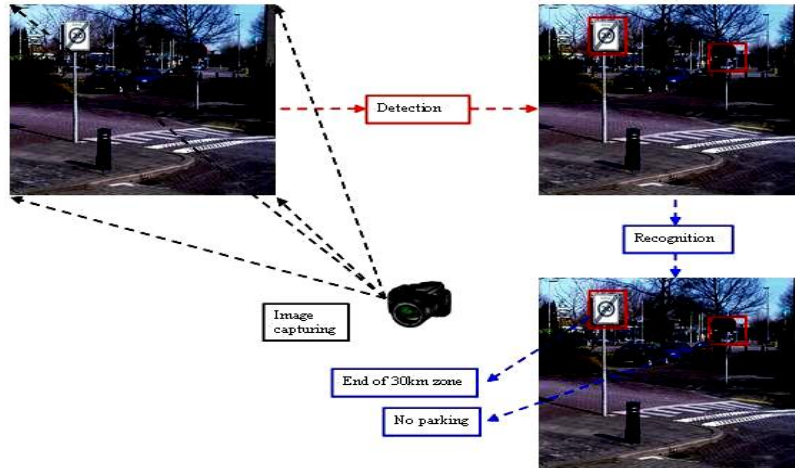 Detection
Recognition
Image
capturing
End of 30km zone
No parking